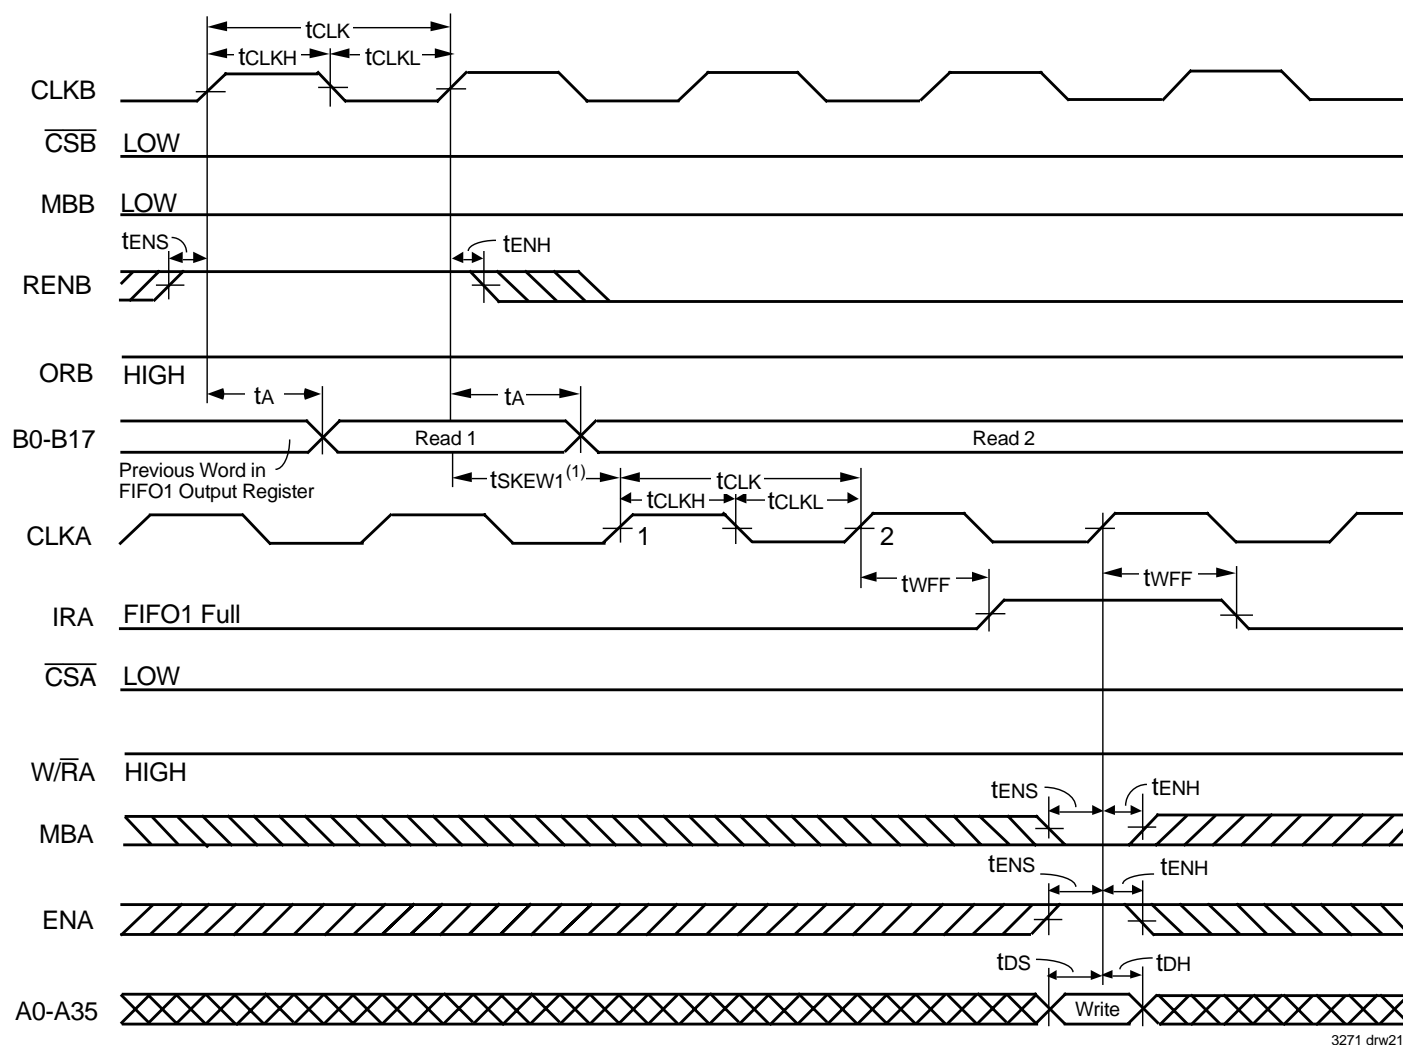 tCLK
tCLKH tCLKL
CLKB
CSB LOW
MBB LOW
tENS tENH
RENB
ORB HIGH
tA tA
B0-B17 Read 1 Read 2
Previous Word in
FIFO1 Output Register
tSKEW1(1) tCLK
tCLKH tCLKL
CLKA 1 2
tWFF tWFF
IRA FIFO1 Full
CSA LOW
W/RA HIGH
tENS tENH
MBA
tENS tENH
ENA
tDS tDH
A0-A35 Write
3271 drw21